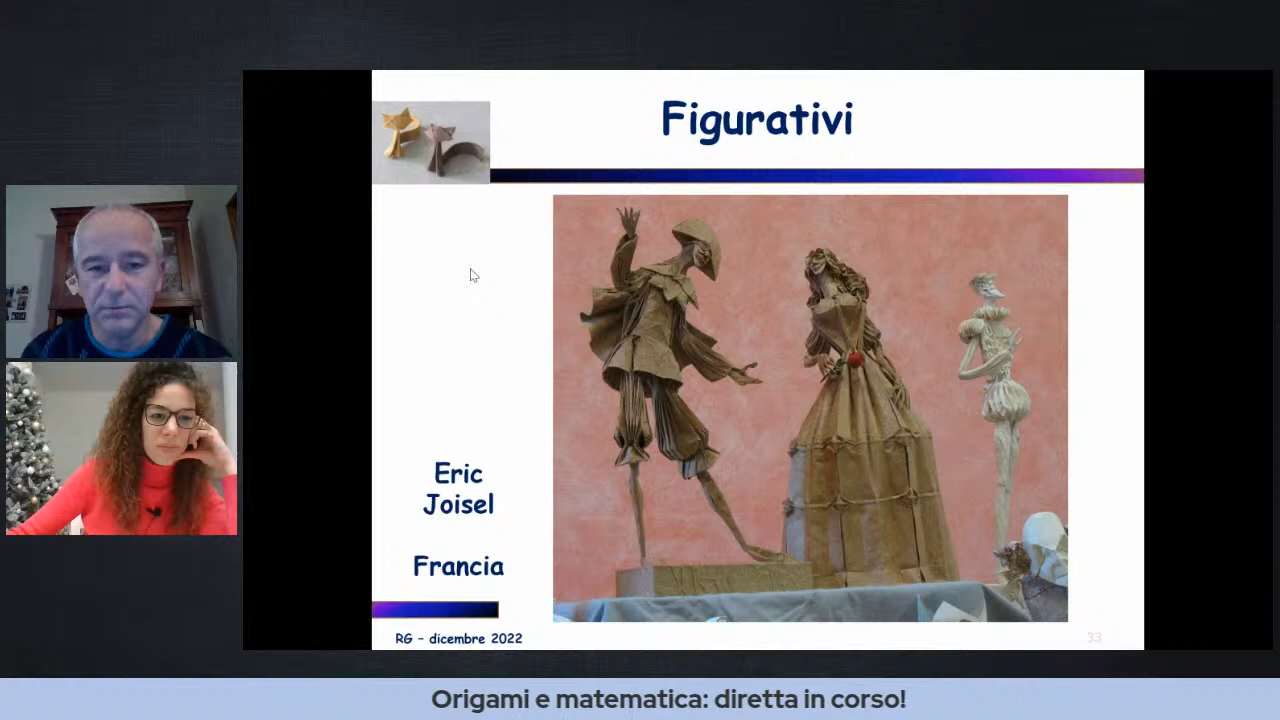 Figurativi
Eric
Joisel
Francia
RG – dicembre 2022
33
Origami e matematica: diretta in corso!